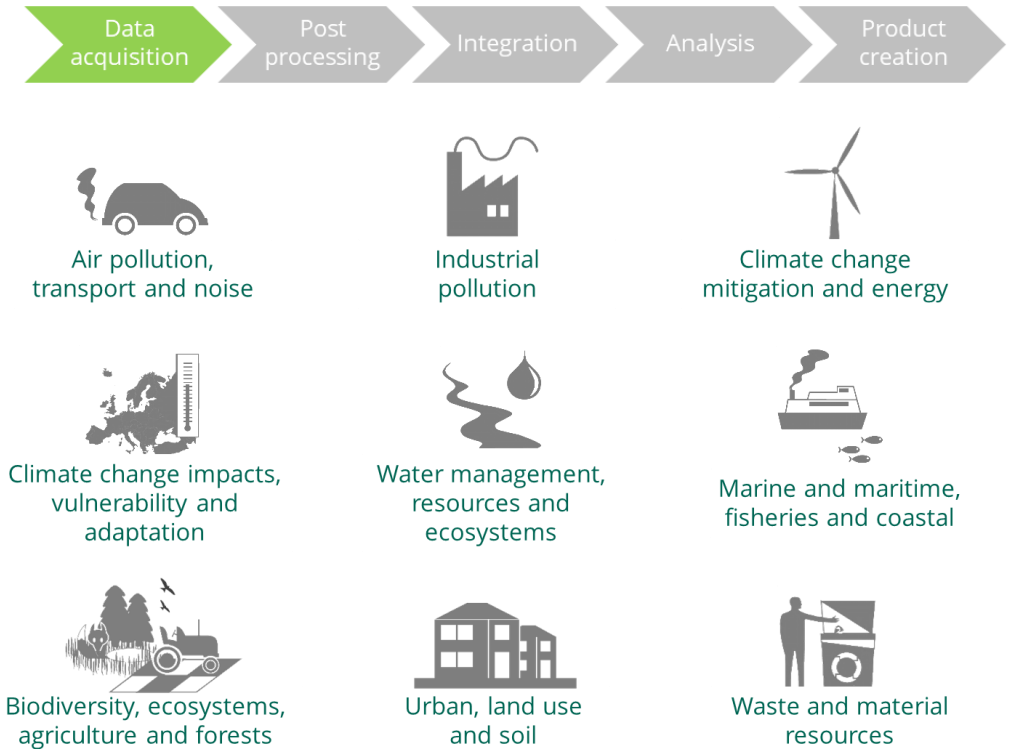 Data
acquisition
Post
processing
Integration
Analysis
Product
creation
Air pollution,
transport and noise
Industrial
pollution
Climate change
mitigation and energy
Climate change impacts,
vulnerability and
adaptation
Water management,
resources and
ecosystems
Marine and maritime,
fisheries and coastal
Biodiversity, ecosystems,
agriculture and forests
Urban, land use
and soil
Waste and material
resources